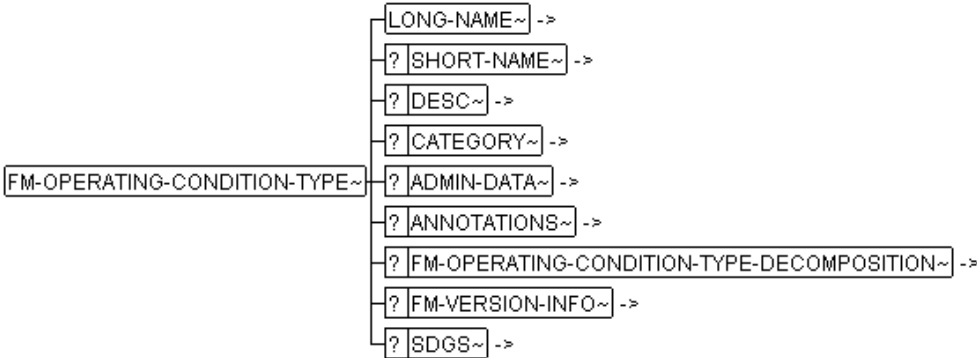 LONG-NAME~ ->
? SHORT-NAME~ ->
? DESC~ ->
? CATEGORY~ ->
FM-OPERATING-CONDITION-TYPE~ ? ADMIN-DATA~ ->
? ANNOTATIONS~ ->
? FM-OPERATING-CONDITION-TYPE-DECOMPOSITION~ ->
? FM-VERSION-INFO~ ->
? SDGS~ ->